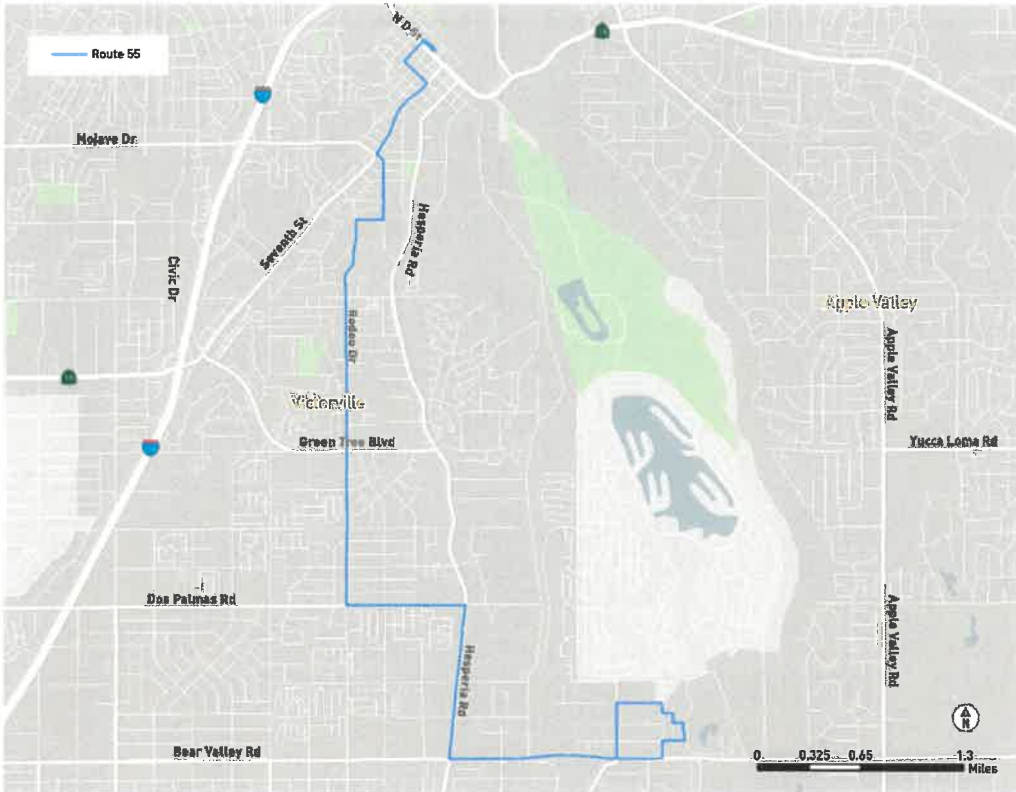 N D St
Route 55
Mojave Dr
Seventh St
Hesperia Rd
Civic Dr
Rodeo Dr
Apple Valley
Apple Valley Rd
Victorville
Green Tree Blvd
Yucca Loma Rd
Dos Palmas Rd
Apple Valley Rd
Hesperia Rd
Bear Valley Rd
N
0 0.325 0.65 1.3
Miles